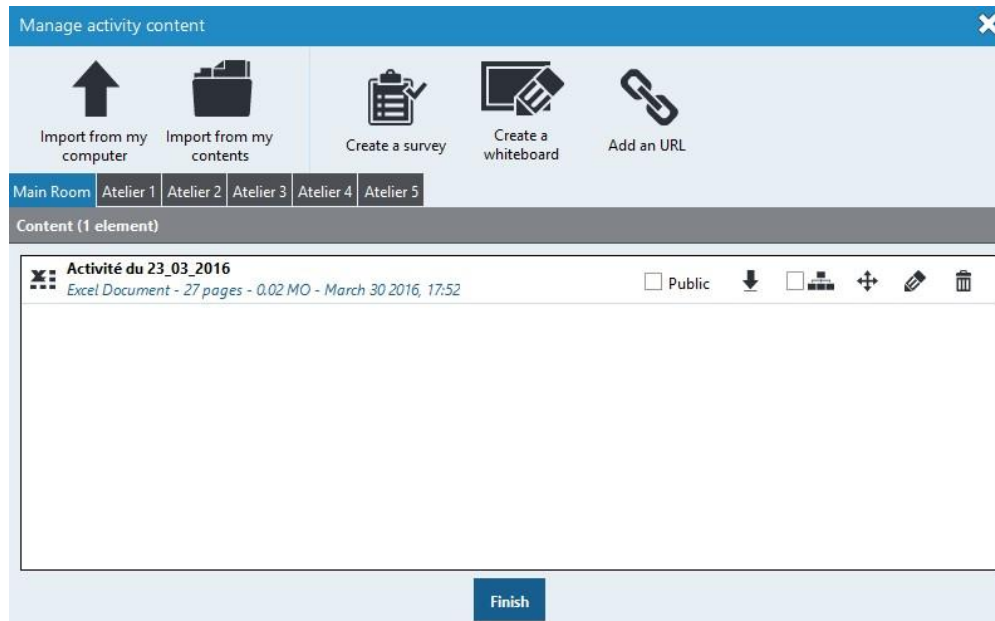 Manage activity content
Import from my
computer
Import from my
contents
Create a survey
Create a
whiteboard
Add an URL
Main Room Atelier 1 Atelier 2 Atelier 3 Atelier 4 Atelier 5
Content (1 element)
Activité du 23_03_2016
Excel Document - 27 pages - 0.02 MO - March 30 2016, 17:52
Public
Finish